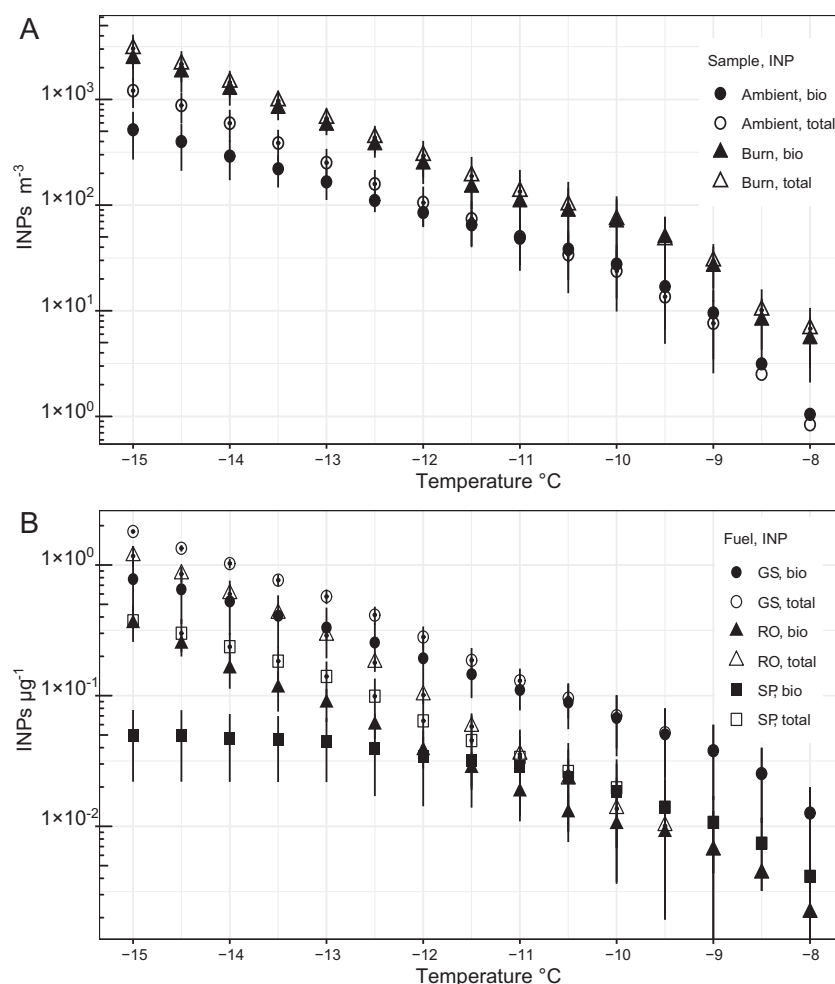 A
Sample, INP
Ambient, bio
Ambient, total
Burn, bio
Burn, total
1×10³
1×10²
1×10¹
1×10⁰
INPs m⁻³
−15 −14 −13 −12 −11 −10 −9 −8
Temperature °C
B
Fuel, INP
GS, bio
GS, total
RO, bio
RO, total
SP, bio
SP, total
1×10⁰
1×10⁻¹
1×10⁻²
INPs µg⁻¹
−15 −14 −13 −12 −11 −10 −9 −8
Temperature °C